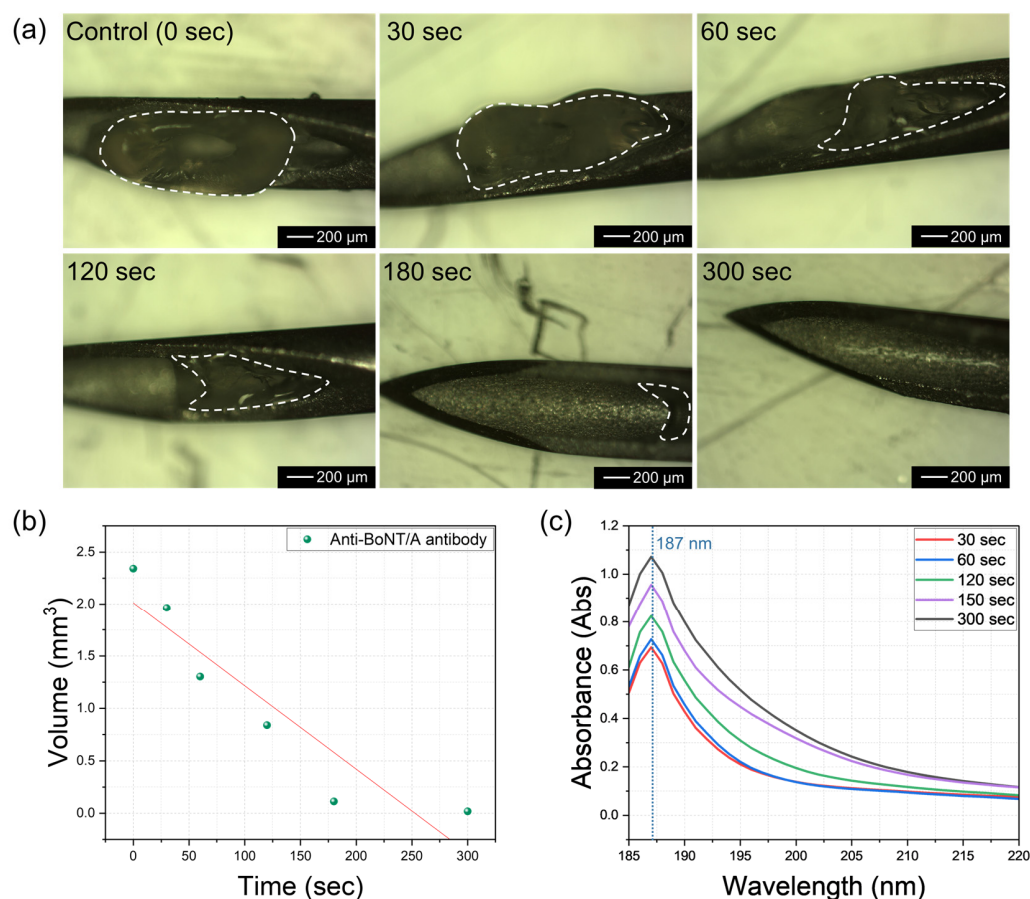 (a)
Control (0 sec)
30 sec
60 sec
200 µm
200 µm
200 µm
120 sec
180 sec
300 sec
200 µm
200 µm
200 µm
(b)
Anti-BoNT/A antibody
2.5
2.0
1.5
1.0
0.5
0.0
Volume (mm³)
0
50
100
150
200
250
300
Time (sec)
(c)
187 nm
30 sec
60 sec
120 sec
150 sec
300 sec
1.2
1.0
0.8
0.6
0.4
0.2
0.0
Absorbance (Abs)
185
190
195
200
205
210
215
220
Wavelength (nm)